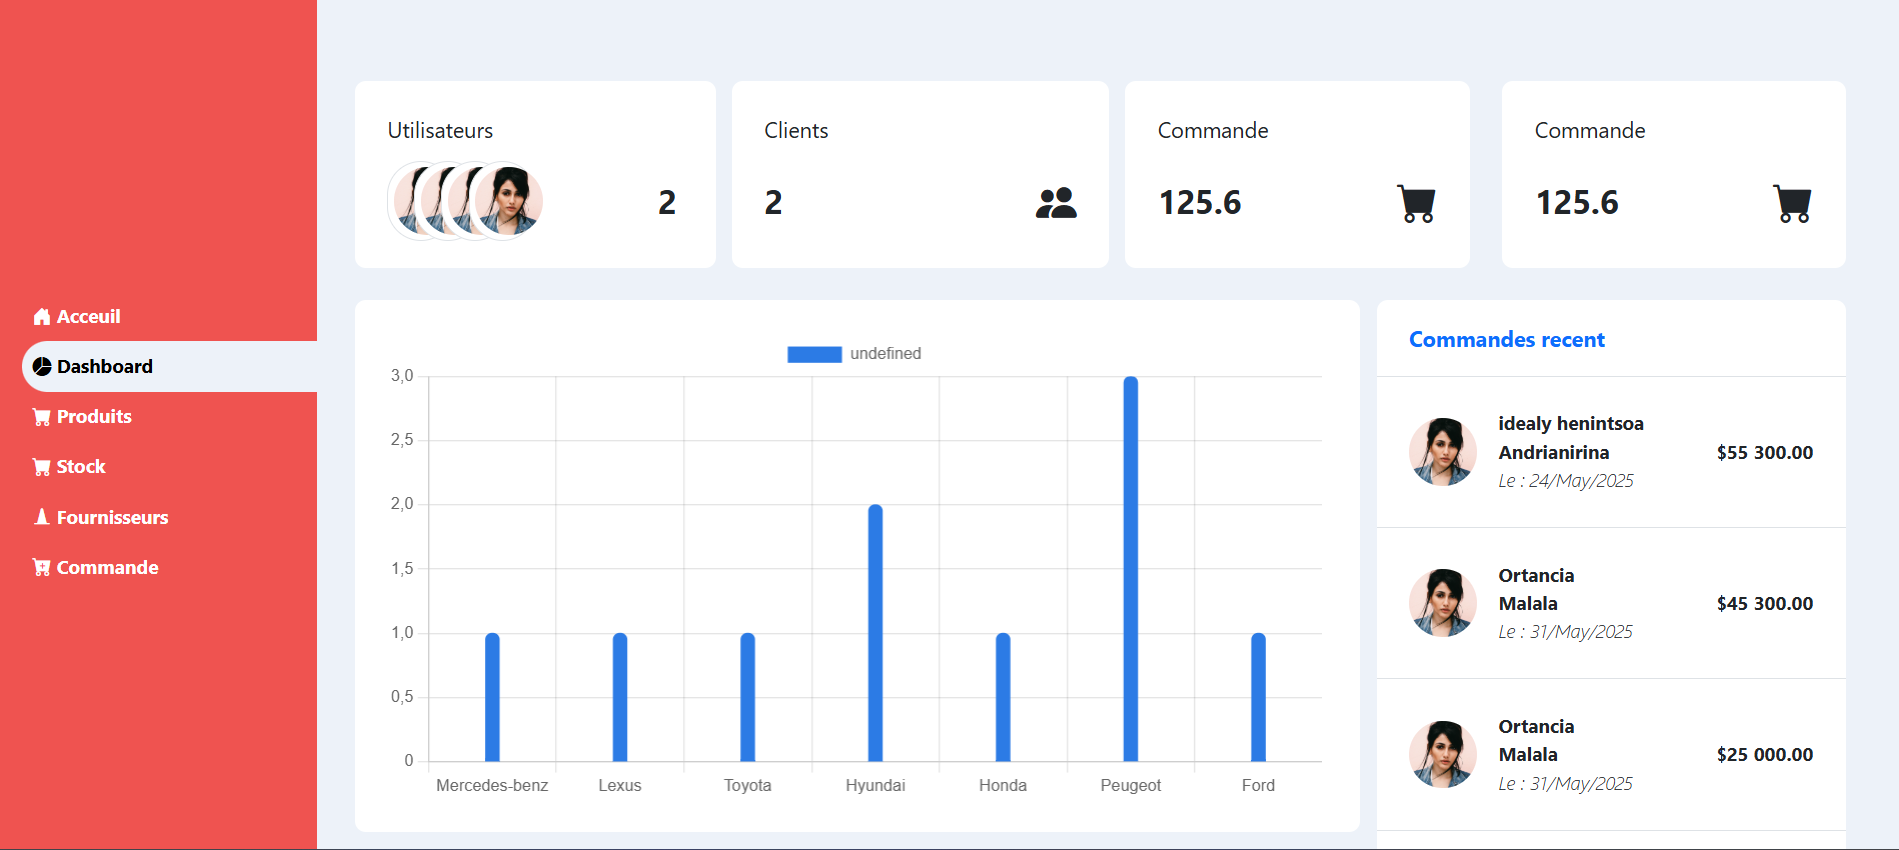 Acceuil
Dashboard
Produits
Stock
Fournisseurs
Commande
Utilisateurs
2
Clients
2
Commande
125.6
Commande
125.6
undefined
3,0
2,5
2,0
1,5
1,0
0,5
0
Mercedes-benz Lexus Toyota Hyundai Honda Peugeot Ford
Commandes recent
idealy henintsoa
Andrianirina
$55 300.00
Le : 24/May/2025
Ortancia
Malala
$45 300.00
Le : 31/May/2025
Ortancia
Malala
$25 000.00
Le : 31/May/2025